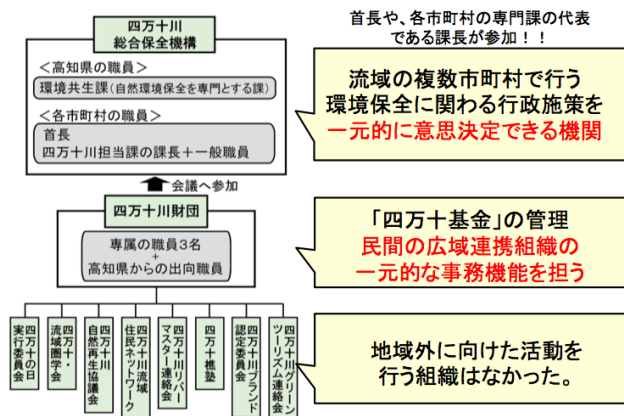 四万十川
総合保全機構
＜高知県の職員＞
環境共生課（自然環境保全を専門とする課）
＜各市町村の職員＞
首長
四万十川担当課の課長＋一般職員
会議へ参加
四万十川財団
専属の職員３名
＋
高知県からの出向職員
四万十の日
実行委員会
四万十・
流域圏学会
四万十川
自然再生協議会
四万十川流域
住民ネットワーク
四万十川リバー
マスター連絡会
四万十樵塾
四万十川ブランド
認定委員会
四万十川グリーン
ツーリズム連絡会
首長や、各市町村の専門課の代表
である課長が参加！！
流域の複数市町村で行う
環境保全に関わる行政施策を
一元的に意思決定できる機関
「四万十基金」の管理
民間の広域連携組織の
一元的な事務機能を担う
地域外に向けた活動を
行う組織はなかった。